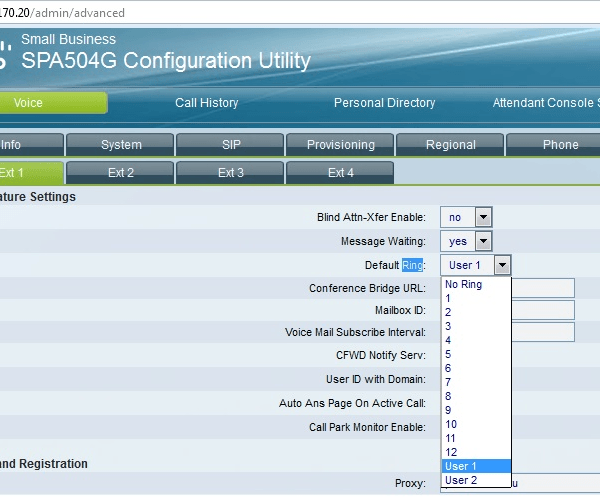 170.20/admin/advanced
Small Business
SPA504G Configuration Utility
Voice Call History Personal Directory Attendant Console S
Info System SIP Provisioning Regional Phone
Ext 1 Ext 2 Ext 3 Ext 4
ature Settings
Blind Attn-Xfer Enable: no
Message Waiting: yes
Default Ring: User 1
Conference Bridge URL:
Mailbox ID:
Voice Mail Subscribe Interval:
CFWD Notify Serv:
User ID with Domain:
Auto Ans Page On Active Call:
Call Park Monitor Enable:
No Ring
1
2
3
4
5
6
7
8
9
10
11
12
User 1
User 2
and Registration
Proxy: